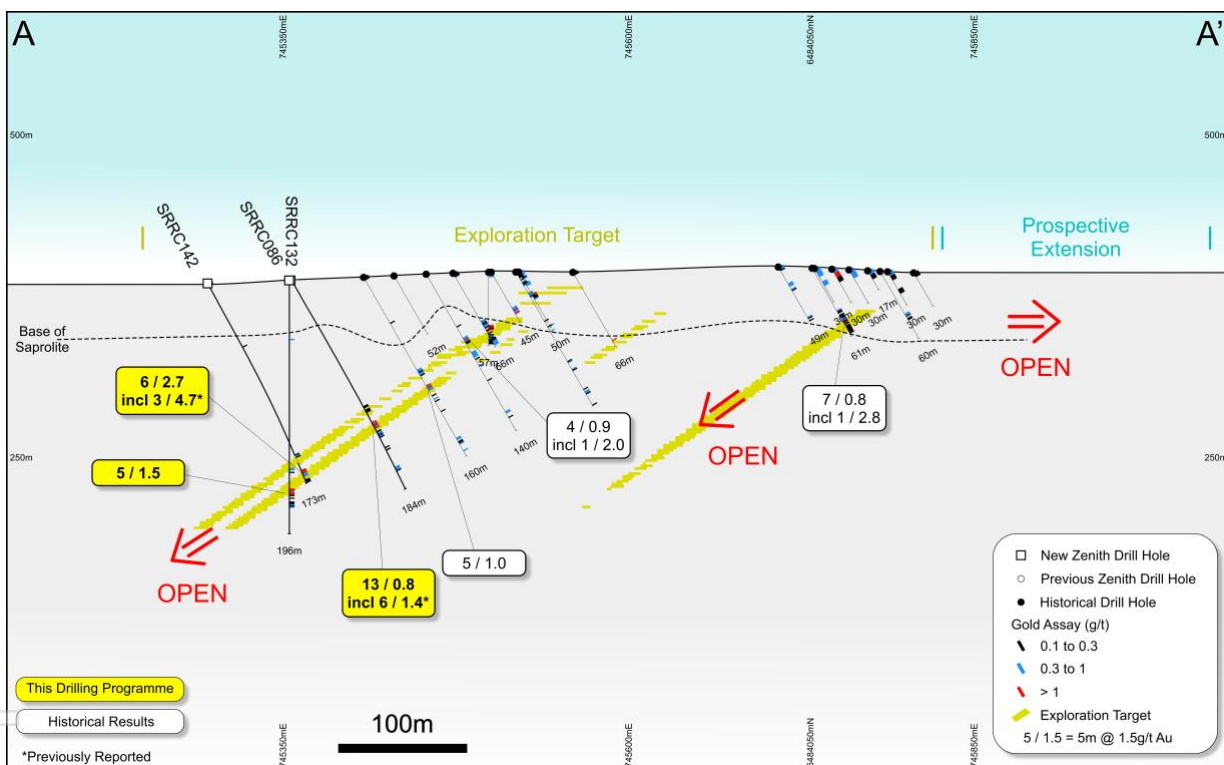 A
A'
745350mE
745600mE
6484050mN
745850mE
500m
500m
SRRC142
SRRC086
SRRC132
Exploration Target
Prospective
Extension
Base of
Saprolite
52m
57m
66m
45m
50m
66m
49m
30m
30m
17m
30m
30m
61m
60m
OPEN
6 / 2.7
incl 3 / 4.7*
7 / 0.8
incl 1 / 2.8
4 / 0.9
incl 1 / 2.0
140m
OPEN
250m
250m
5 / 1.5
160m
173m
184m
196m
5 / 1.0
OPEN
13 / 0.8
incl 6 / 1.4*
New Zenith Drill Hole
Previous Zenith Drill Hole
Historical Drill Hole
Gold Assay (g/t)
0.1 to 0.3
0.3 to 1
> 1
Exploration Target
5 / 1.5 = 5m @ 1.5g/t Au
This Drilling Programme
Historical Results
*Previously Reported
100m
745350mE
745600mE
6484050mN
745850mE